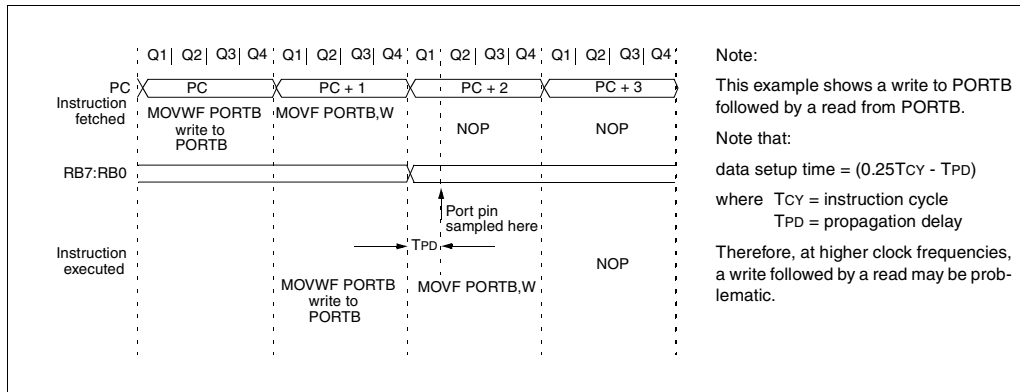 Q1| Q2| Q3| Q4 Q1| Q2| Q3| Q4 Q1| Q2| Q3| Q4 Q1| Q2| Q3| Q4
PC PC PC + 1 PC + 2 PC + 3
Instruction
fetched
MOVWF PORTB
write to
PORTB
MOVF PORTB,W
NOP
NOP
RB7:RB0
Port pin
sampled here
TPD
Instruction
executed
MOVWF PORTB
write to
PORTB
MOVF PORTB,W
NOP
Note:
This example shows a write to PORTB
followed by a read from PORTB.
Note that:
data setup time = (0.25TCY - TPD)
where TCY = instruction cycle
TPD = propagation delay
Therefore, at higher clock frequencies,
a write followed by a read may be prob-
lematic.